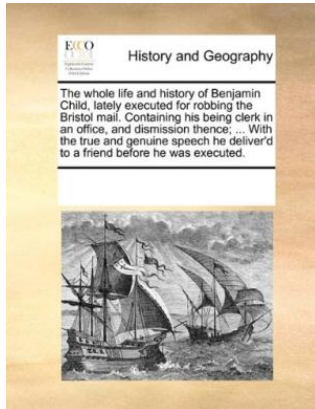 ECCO
History and Geography
The whole life and history of Benjamin
Child, lately executed for robbing the
Bristol mail. Containing his being clerk in
an office, and dismission thence; ... With
the true and genuine speech he deliver'd
to a friend before he was executed.